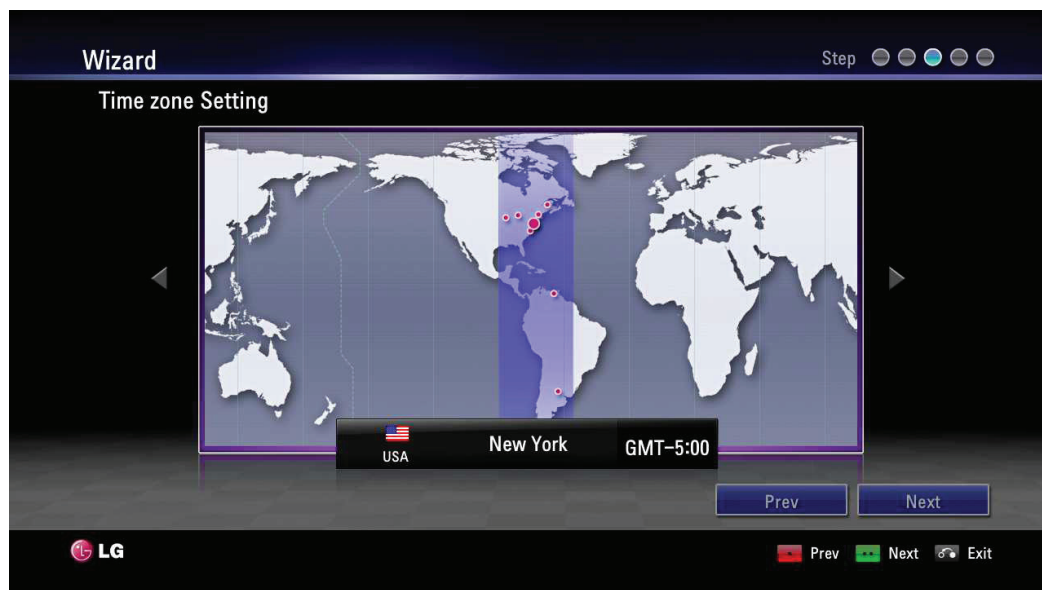 Wizard
Step
Time zone Setting
USA
New York
GMT-5:00
Prev
Next
LG
Prev
Next
Exit